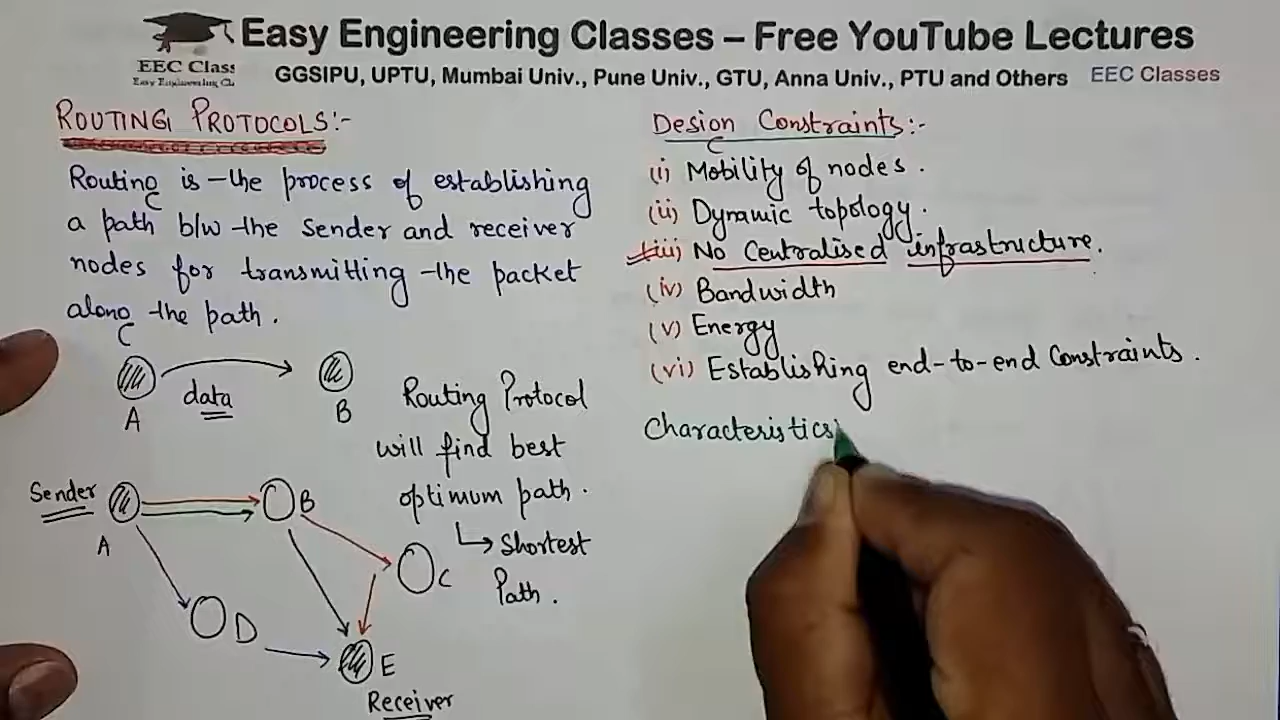 Easy Engineering Classes – Free YouTube Lectures
EEC Class
Easy Engineering Cla
GGSIPU, UPTU, Mumbai Univ., Pune Univ., GTU, Anna Univ., PTU and Others
EEC Classes
ROUTING PROTOCOLS:-
Routing is the process of establishing
a path b/w the sender and receiver
nodes for transmitting the packet
along the path.
A
data
B
Routing Protocol
will find best
optimum path.
↳ Shortest
Path.
Sender
A
B
C
D
E
Receiver
Design Constraints:-
(i) Mobility of nodes.
(ii) Dynamic topology.
(iii) No Centralised infrastructure.
(iv) Bandwidth
(v) Energy
(vi) Establishing end-to-end Constraints.
Characteristics